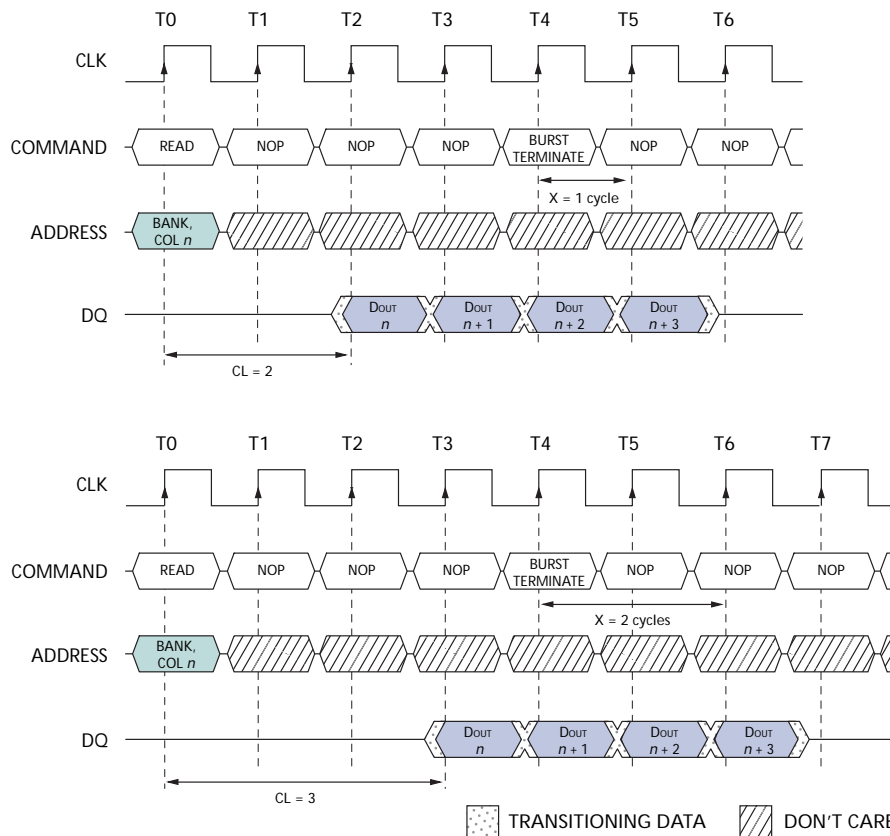 T0 T1 T2 T3 T4 T5 T6
CLK
COMMAND READ NOP NOP NOP BURST TERMINATE NOP NOP
X = 1 cycle
ADDRESS BANK, COL n
DQ DOUT n DOUT n + 1 DOUT n + 2 DOUT n + 3
CL = 2
T0 T1 T2 T3 T4 T5 T6 T7
CLK
COMMAND READ NOP NOP NOP BURST TERMINATE NOP NOP NOP
X = 2 cycles
ADDRESS BANK, COL n
DQ DOUT n DOUT n + 1 DOUT n + 2 DOUT n + 3
CL = 3
TRANSITIONING DATA DON'T CARE